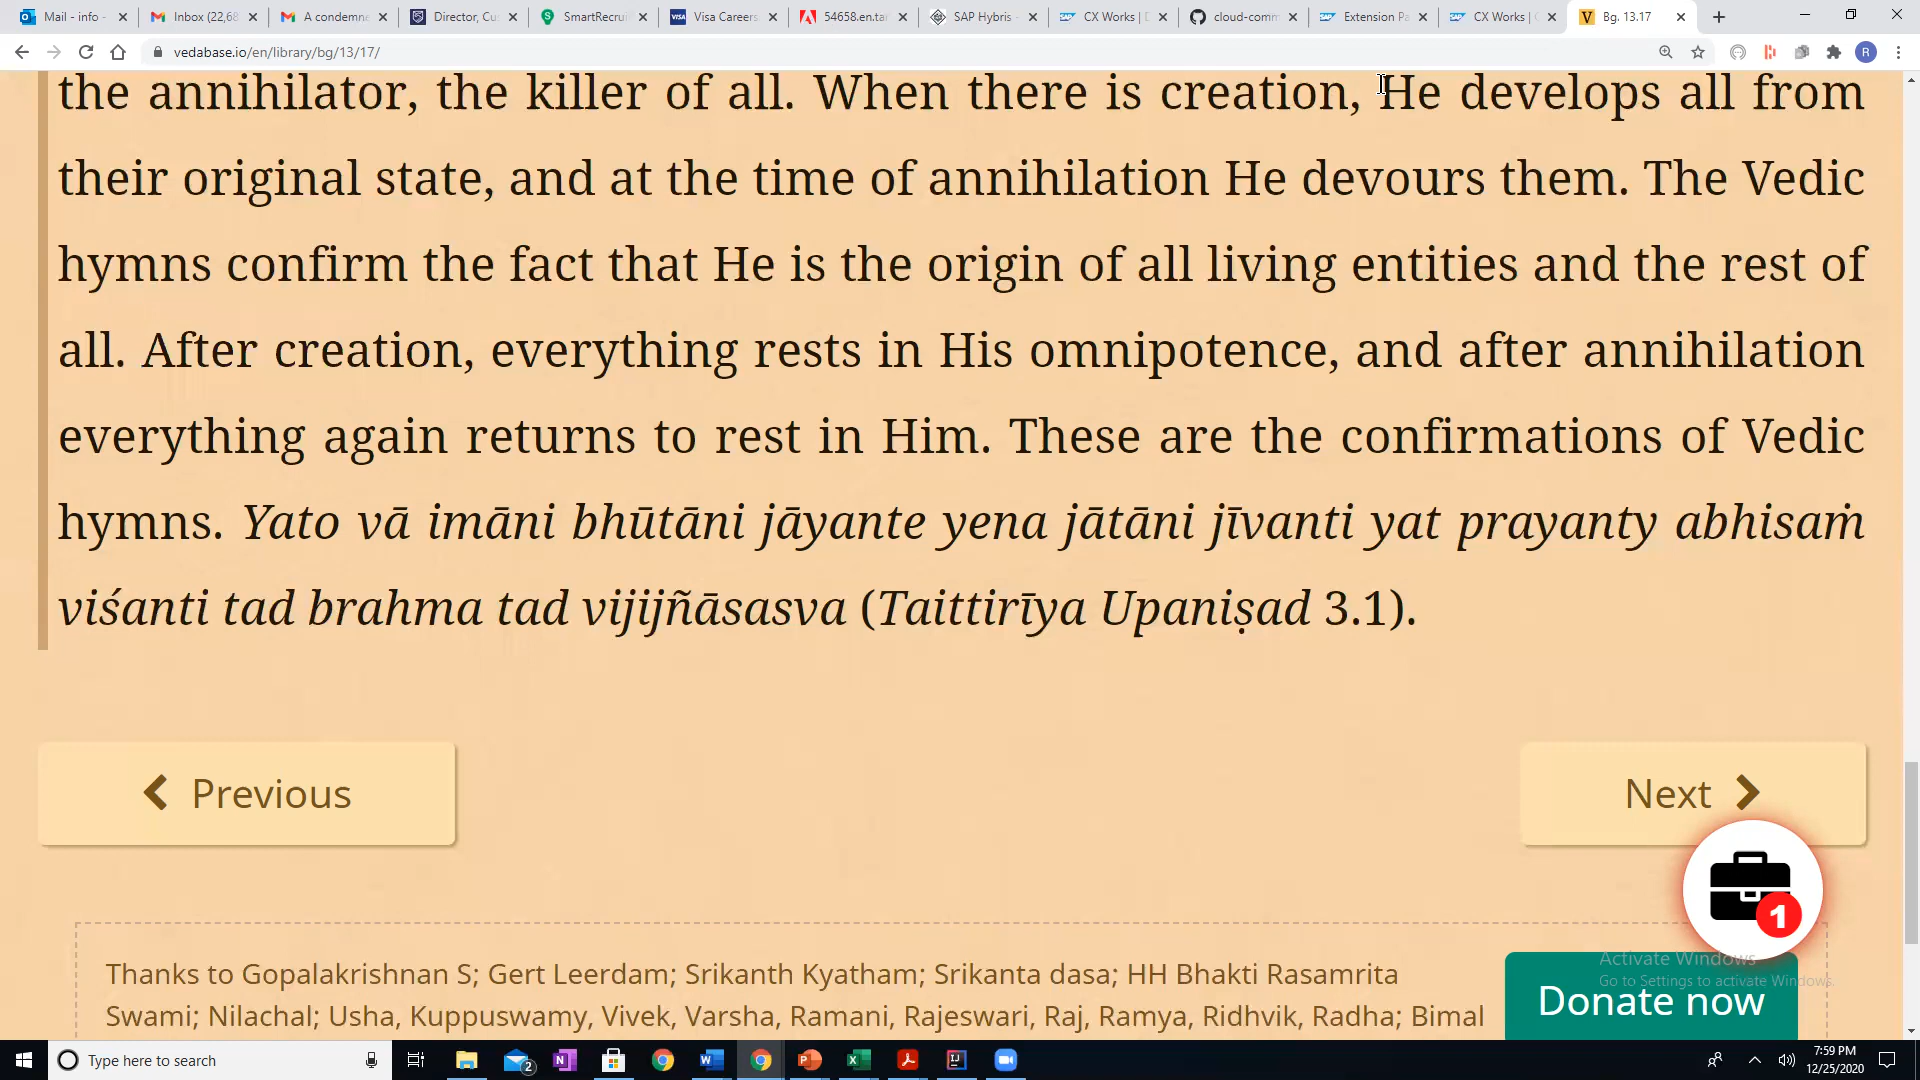 Mail - info -
Inbox (22,68
A condemne
Director, Cu
SmartRecrui
Visa Careers
54658.en.tar
SAP Hybris -
CX Works | D
cloud-comm
Extension Pa
CX Works |
Bg. 13.17
vedabase.io/en/library/bg/13/17/
R
the annihilator, the killer of all. When there is creation, He develops all from
their original state, and at the time of annihilation He devours them. The Vedic
hymns confirm the fact that He is the origin of all living entities and the rest of
all. After creation, everything rests in His omnipotence, and after annihilation
everything again returns to rest in Him. These are the confirmations of Vedic
hymns. Yato vā imāni bhūtāni jāyante yena jātāni jīvanti yat prayanty abhisaṁ
viśanti tad brahma tad vijijñāsasva (Taittirīya Upaniṣad 3.1).
Previous
Next
1
Thanks to Gopalakrishnan S; Gert Leerdam; Srikanth Kyatham; Srikanta dasa; HH Bhakti Rasamrita
Swami; Nilachal; Usha, Kuppuswamy, Vivek, Varsha, Ramani, Rajeswari, Raj, Ramya, Ridhvik, Radha; Bimal
Donate now
Activate Windows
Go to Settings to activate Windows.
Type here to search
2
7:59 PM
12/25/2020